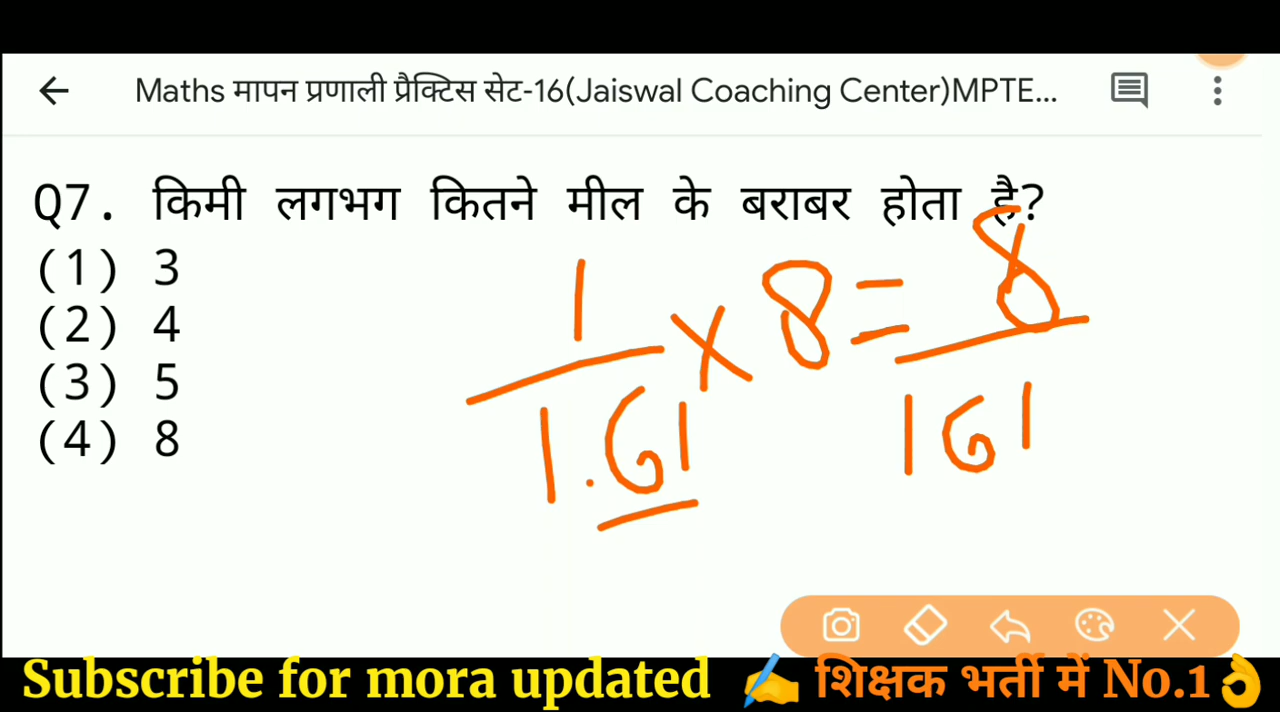 Maths मापन प्रणाली प्रैक्टिस सेट-16(Jaiswal Coaching Center)MPTE...
Q7. किमी लगभग कितने मील के बराबर होता है?
(1) 3
(2) 4
(3) 5
(4) 8
1/1.61 × 8 = 8/161
Subscribe for mora updated ✍ शिक्षक भर्ती में No.1👌